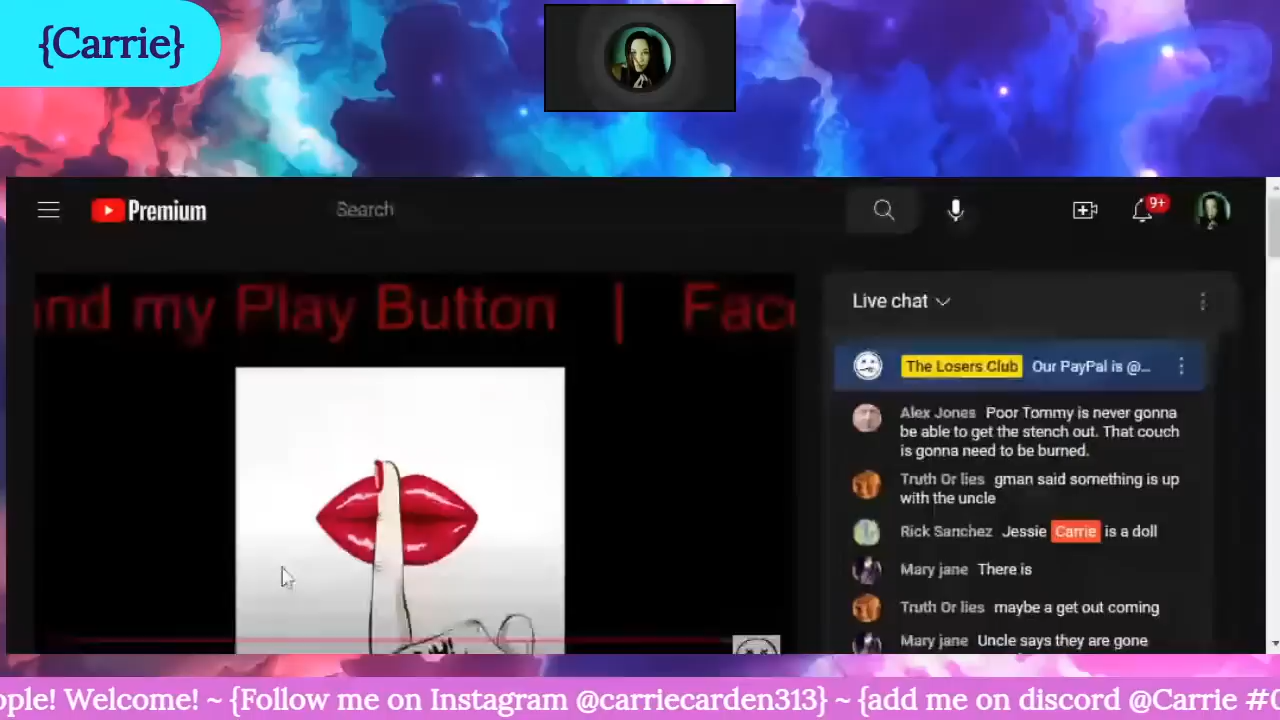 {Carrie}
Premium
Search
9+
nd my Play Button | Fac
Live chat
The Losers Club Our PayPal is @...
Alex Jones Poor Tommy is never gonna
be able to get the stench out. That couch
is gonna need to be burned.
Truth Or lies gman said something is up
with the uncle
Rick Sanchez Jessie Carrie is a doll
Mary jane There is
Truth Or lies maybe a get out coming
Mary jane Uncle says they are gone
ople! Welcome! ~ {Follow me on Instagram @carriecarden313} ~ {add me on discord @Carrie #